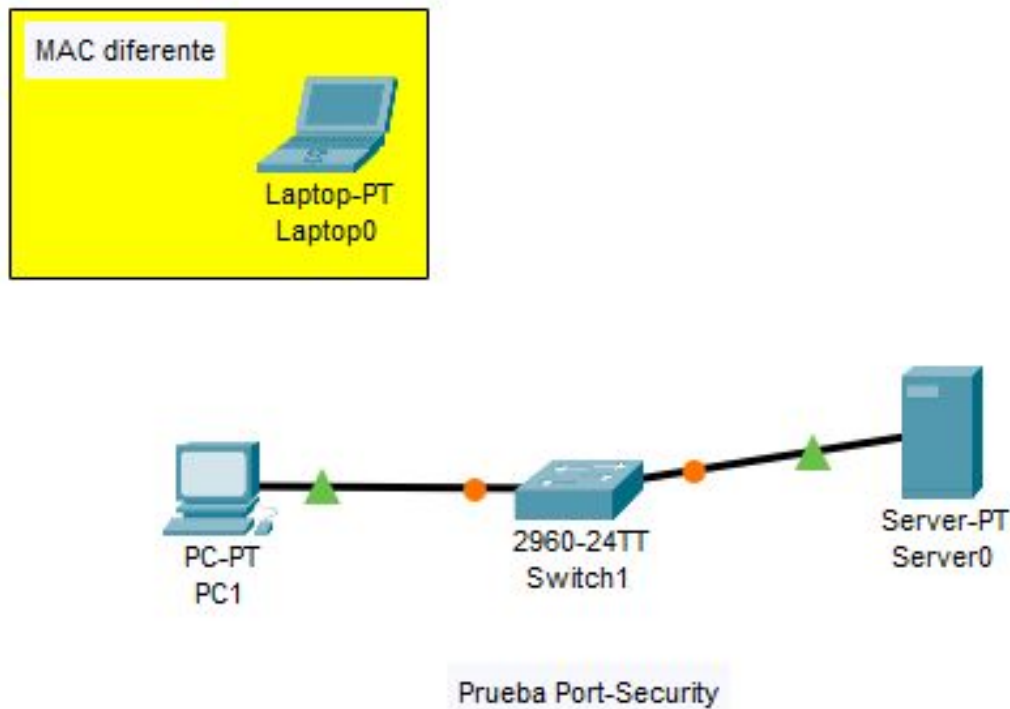 MAC diferente
Laptop-PT
Laptop0
PC-PT
PC1
2960-24TT
Switch1
Server-PT
Server0
Prueba Port-Security